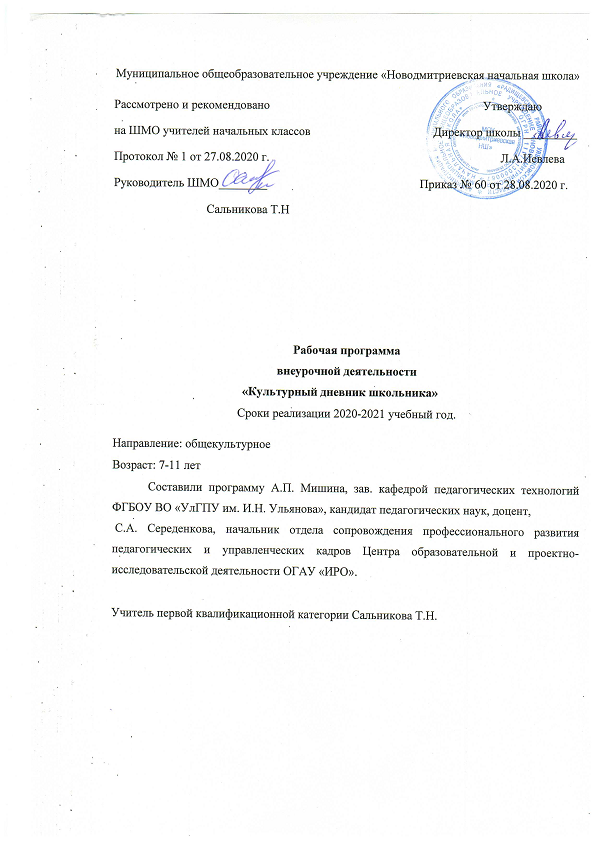 Муниципальное общеобразовательное учреждение «Новодмитриевская начальная школа»
Рассмотрено и рекомендовано Утверждаю
на ШМО учителей начальных классов Директор школы
Протокол № 1 от 27.08.2020 г. Л.А.Иевлева
Руководитель ШМО Приказ № 60 от 28.08.2020 г.
Сальникова Т.Н
Рабочая программа
внеурочной деятельности
«Культурный дневник школьника»
Сроки реализации 2020-2021 учебный год.
Направление: общекультурное
Возраст: 7-11 лет
Составили программу А.П. Мишина, зав. кафедрой педагогических технологий
ФГБОУ ВО «УлГПУ им. И.Н. Ульянова», кандидат педагогических наук, доцент,
С.А. Середенкова, начальник отдела сопровождения профессионального развития
педагогических и управленческих кадров Центра образовательной и проектно-
исследовательской деятельности ОГАУ «ИРО».
Учитель первой квалификационной категории Сальникова Т.Н.